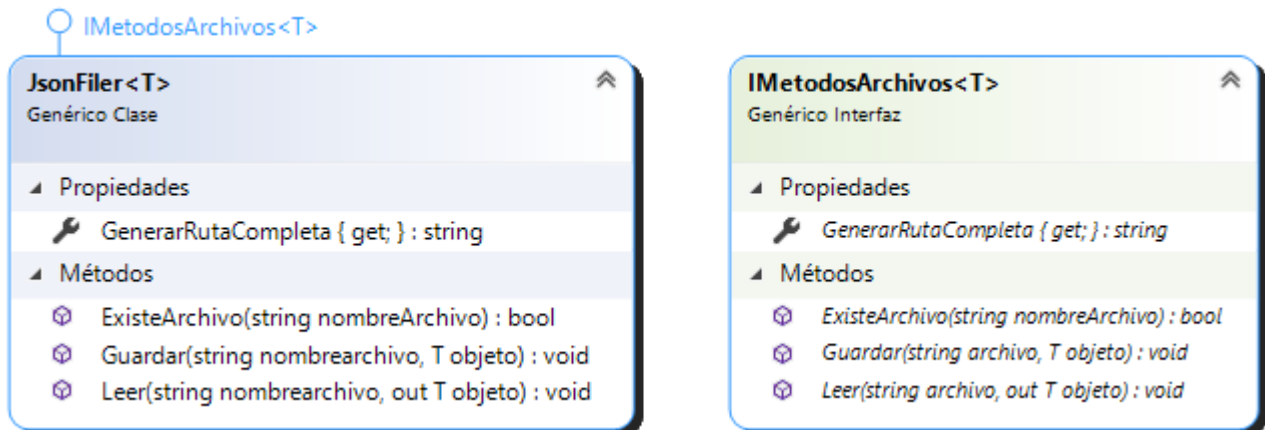 IMetodosArchivos<T>
JsonFiler<T>
Genérico Clase
Propiedades
GenerarRutaCompleta { get; } : string
Métodos
ExisteArchivo(string nombreArchivo) : bool
Guardar(string nombrearchivo, T objeto) : void
Leer(string nombrearchivo, out T objeto) : void
IMetodosArchivos<T>
Genérico Interfaz
Propiedades
GenerarRutaCompleta { get; } : string
Métodos
ExisteArchivo(string nombreArchivo) : bool
Guardar(string archivo, T objeto) : void
Leer(string archivo, out T objeto) : void